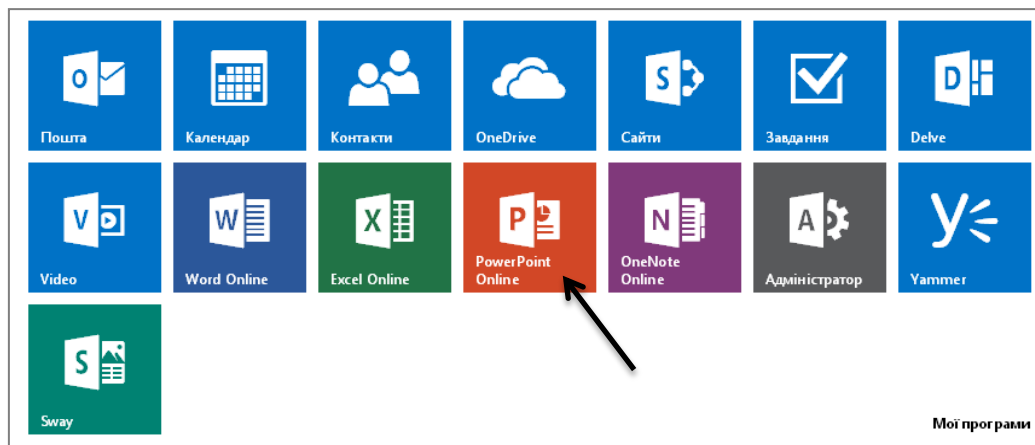 Пошта
Календар
Контакти
OneDrive
Сайти
Завдання
Delve
Video
Word Online
Excel Online
PowerPoint
Online
OneNote
Online
Адміністратор
Yammer
Sway
Мої програми